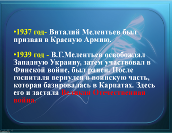 •1937 год- Виталий Мелентьев был
призван в Красную Армию.
•1939 год - В.Г.Мелентьев освобождал
Западную Украину, затем участвовал в
Финской войне, был ранен. После
госпиталя вернулся в воинскую часть,
которая базировалась в Карпатах. Здесь
его и застала